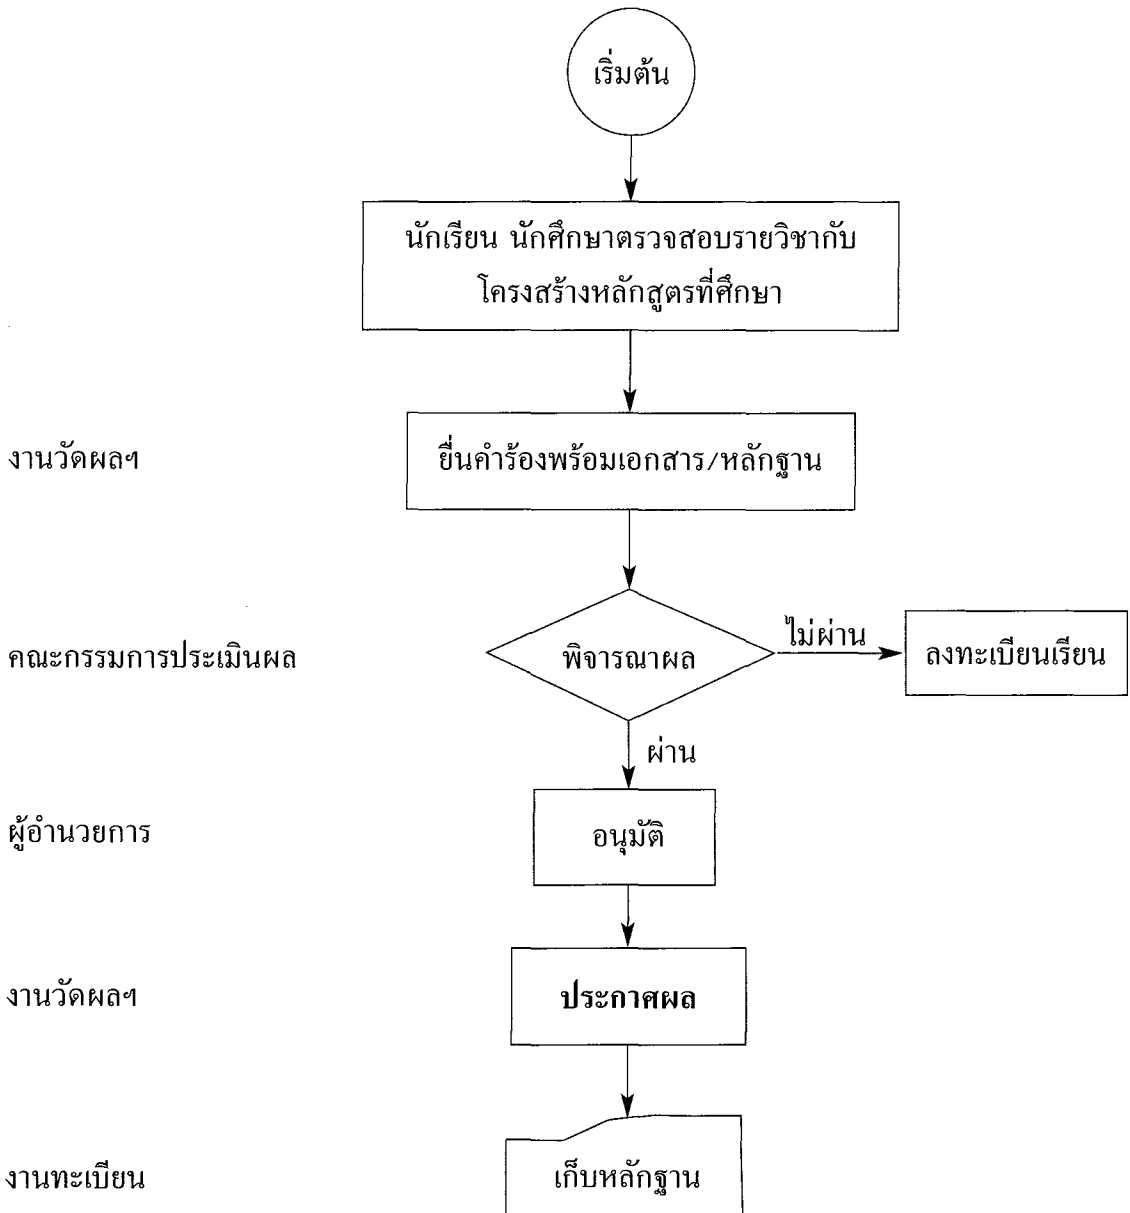 เริ่มต้น
นักเรียน นักศึกษาตรวจสอบรายวิชากับ
โครงสร้างหลักสูตรที่ศึกษา
งานวัดผลฯ
ยื่นคำร้องพร้อมเอกสาร/หลักฐาน
คณะกรรมการประเมินผล
พิจารณาผล
ไม่ผ่าน
ลงทะเบียนเรียน
ผ่าน
ผู้อำนวยการ
อนุมัติ
งานวัดผลฯ
ประกาศผล
งานทะเบียน
เก็บหลักฐาน